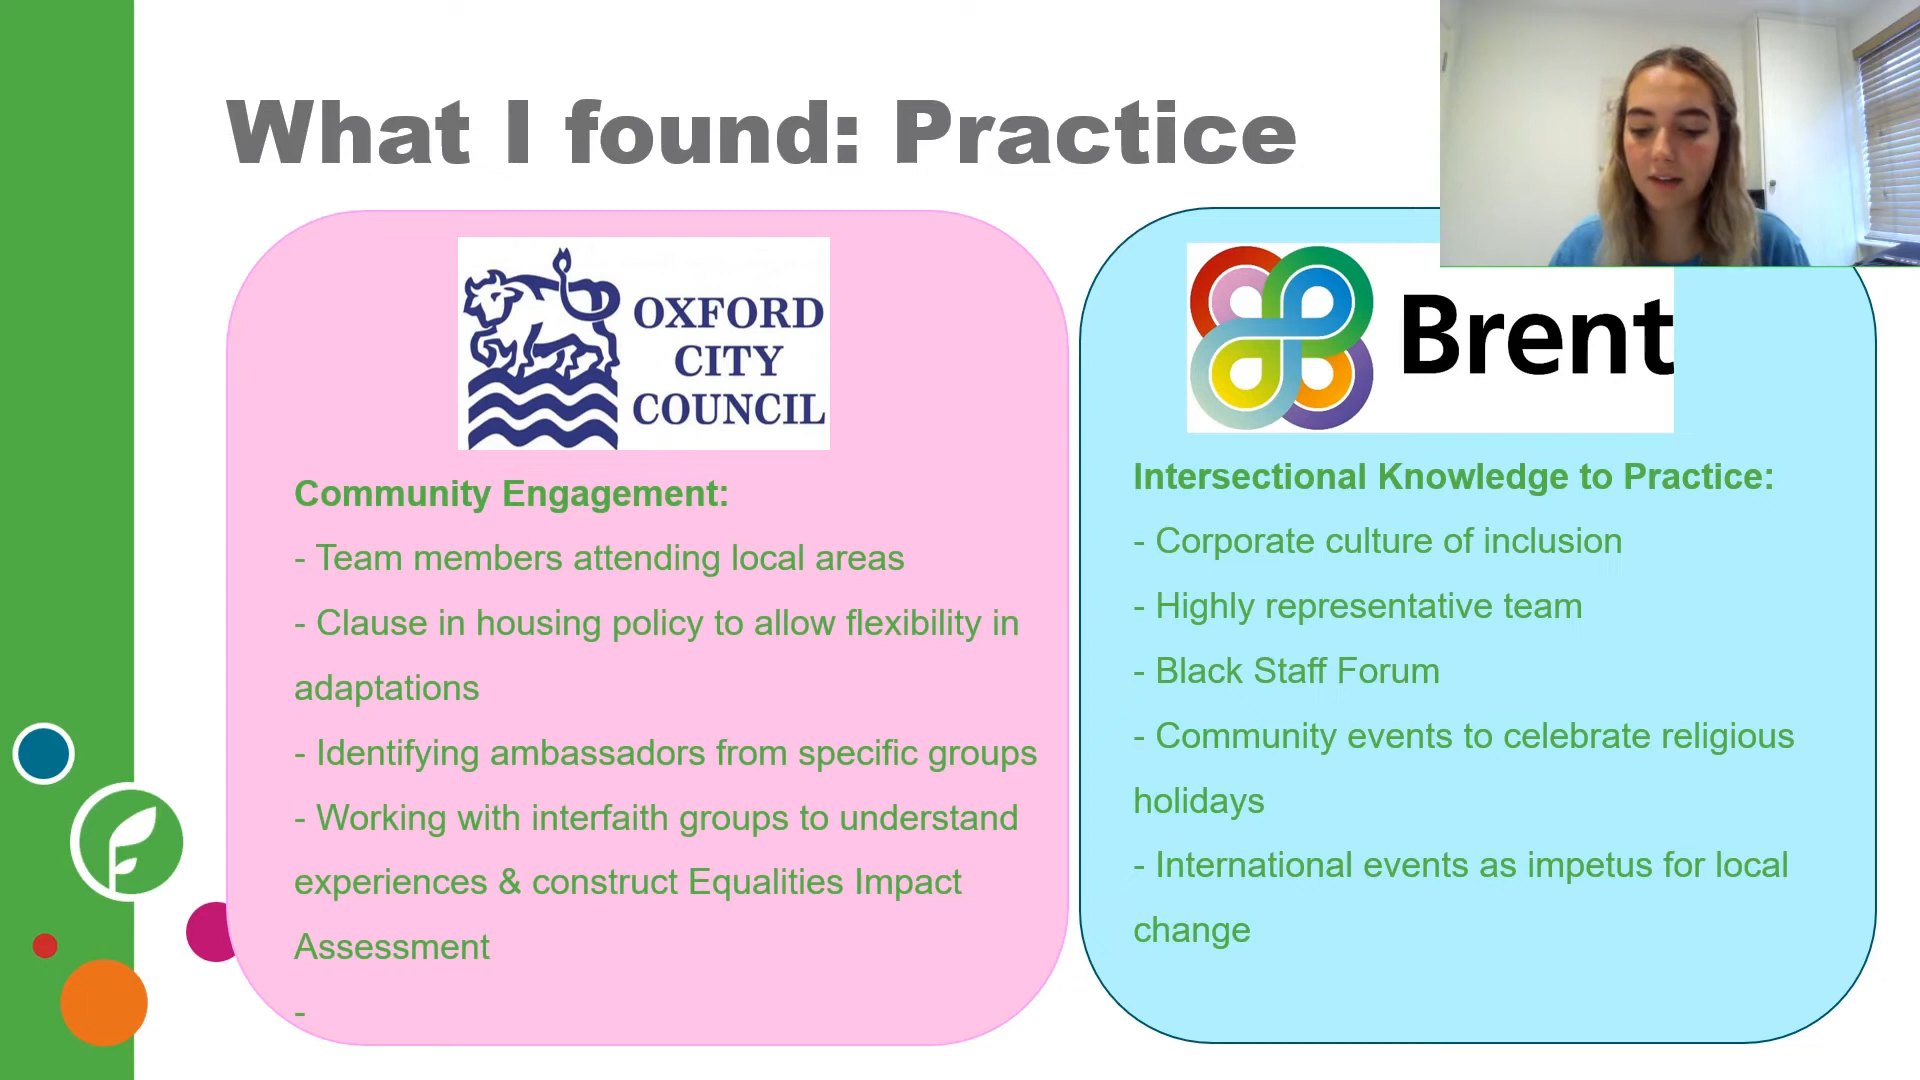 What I found: Practice
OXFORD
CITY
COUNCIL
Community Engagement:
- Team members attending local areas
- Clause in housing policy to allow flexibility in
adaptations
- Identifying ambassadors from specific groups
- Working with interfaith groups to understand
experiences & construct Equalities Impact
Assessment
-
Brent
Intersectional Knowledge to Practice:
- Corporate culture of inclusion
- Highly representative team
- Black Staff Forum
- Community events to celebrate religious
holidays
- International events as impetus for local
change